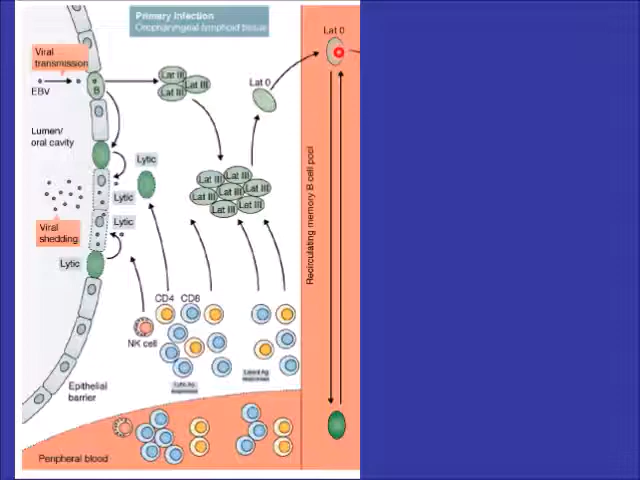 Primary Infection
Oropharyngeal lymphoid tissue
Viral
transmission
EBV
B
Lat III
Lat III
Lat III
Lat 0
Lat 0
Lumen/
oral cavity
Lytic
Lytic
Lytic
Lytic
Viral
shedding
Lat III
Lat III
Lat III
Lat III
Lat III
Lat III
Lat III
Recirculating memory B cell pool
CD4
CD8
NK cell
Epithelial
barrier
Peripheral blood